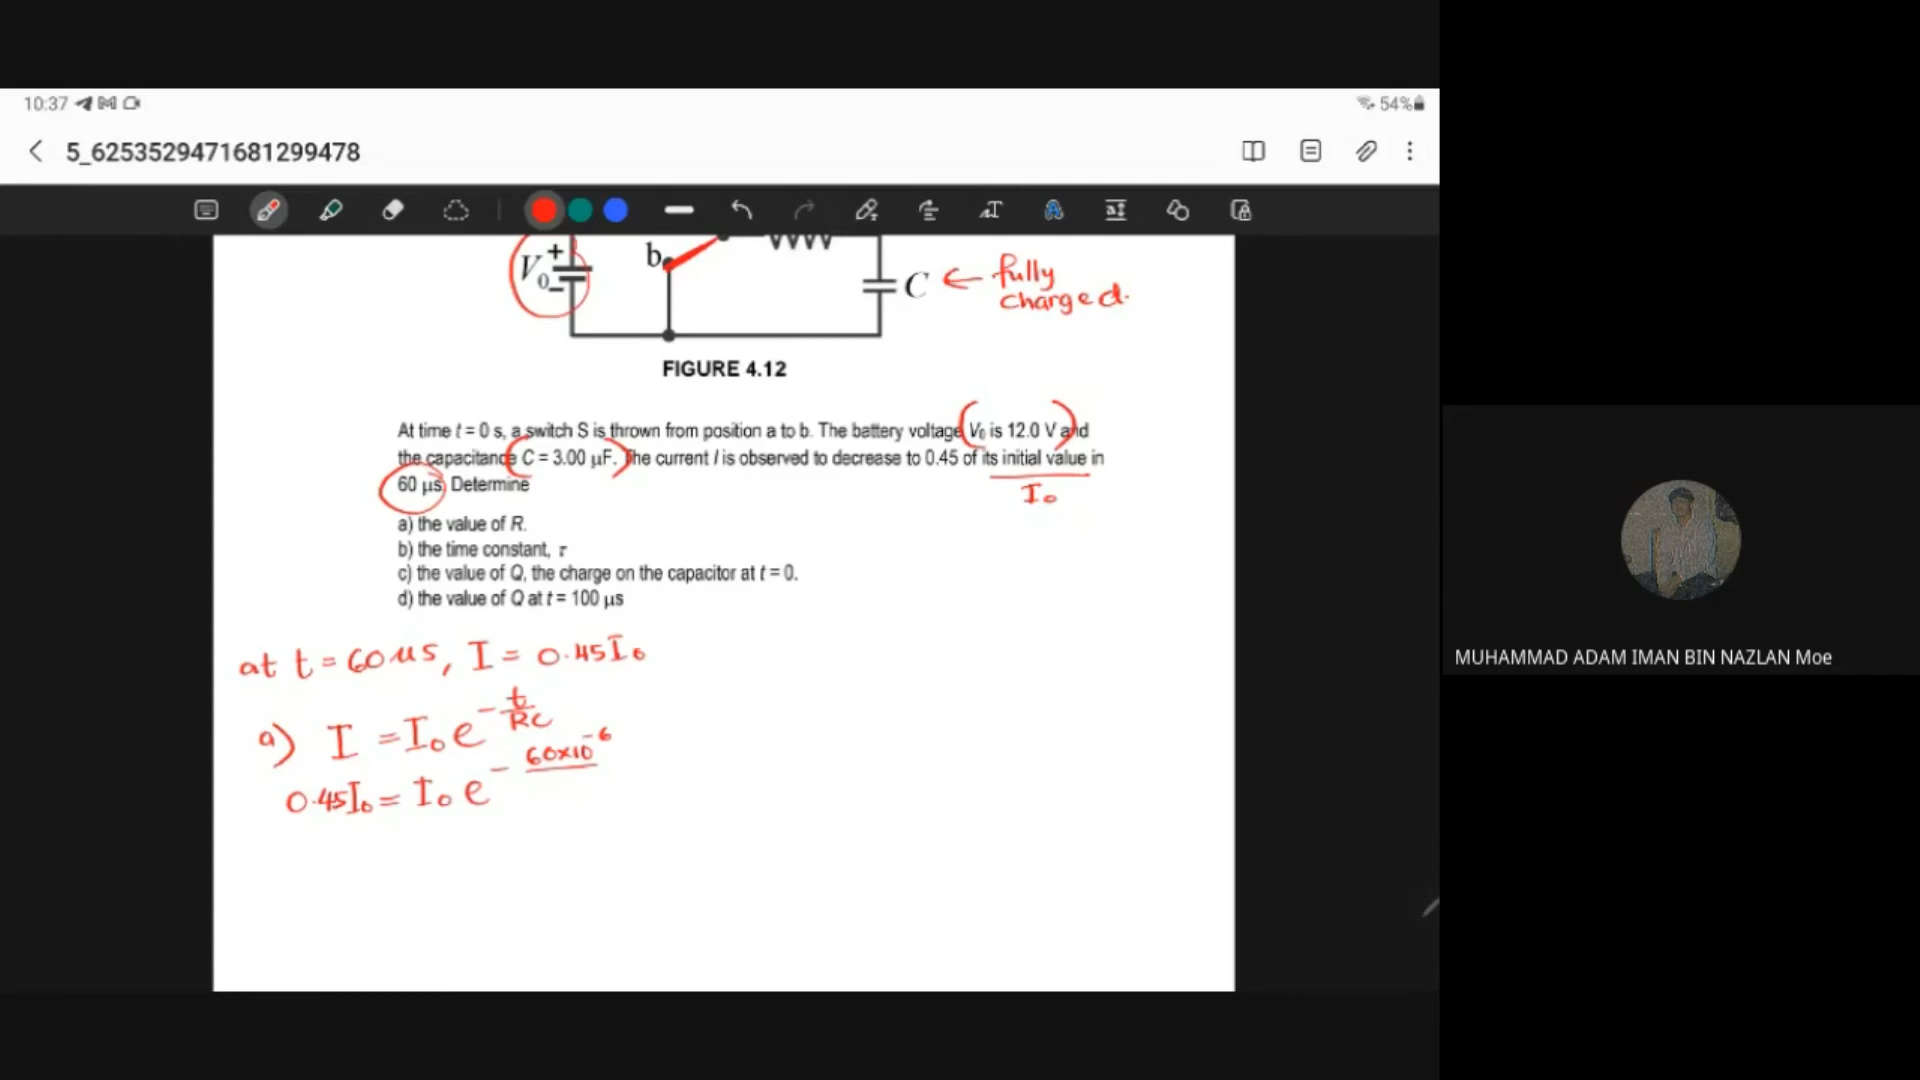 10:37
54%
5_6253529471681299478
V0
+
−
b
C ← fully
charged.
FIGURE 4.12
At time t = 0 s, a switch S is thrown from position a to b. The battery voltage V0 is 12.0 V and
the capacitance C = 3.00 μF. The current I is observed to decrease to 0.45 of its initial value in
60 μs. Determine
I0
a) the value of R.
b) the time constant, τ
c) the value of Q, the charge on the capacitor at t = 0.
d) the value of Q at t = 100 μs
at t = 60 μs, I = 0.45I0
a) I = I0 e^-t/RC
0.45I0 = I0 e^- 60×10^-6
MUHAMMAD ADAM IMAN BIN NAZLAN Moe